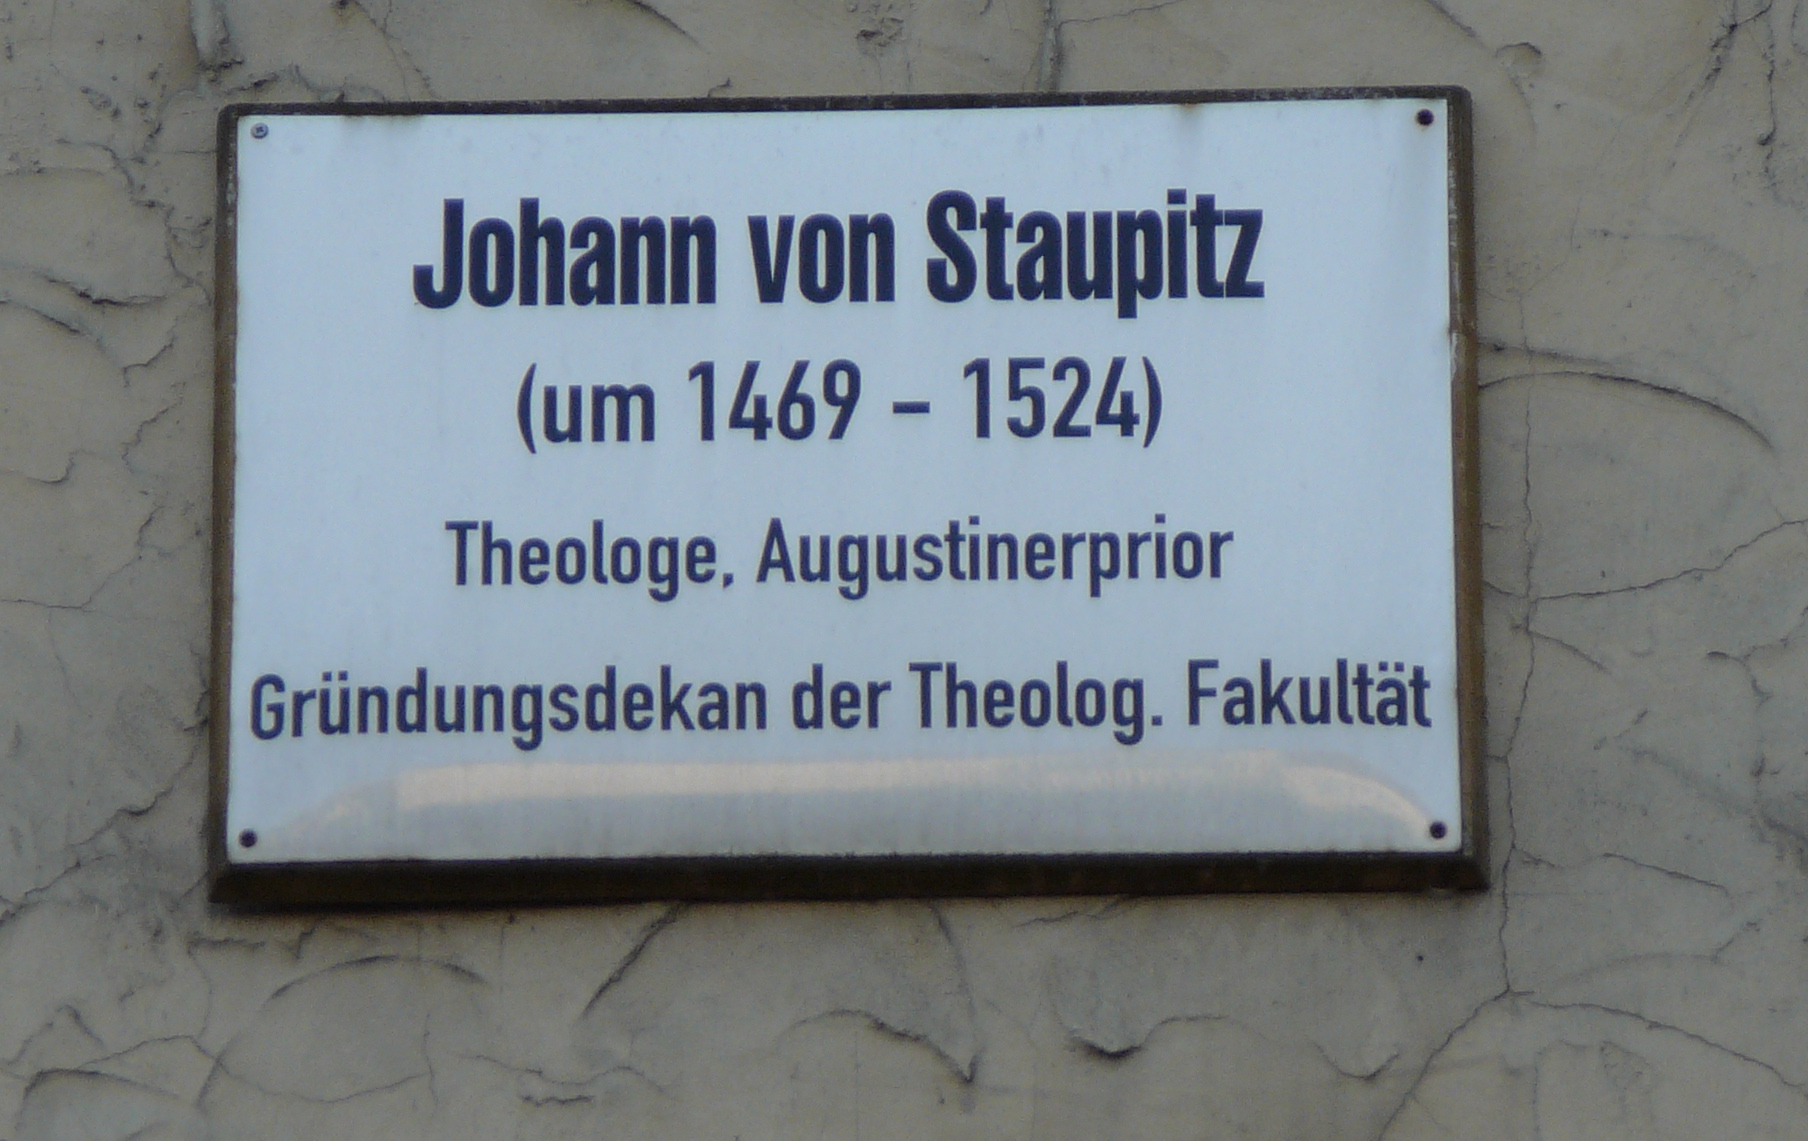 Johann von Staupitz
(um 1469 – 1524)
Theologe, Augustinerprior
Gründungsdekan der Theolog. Fakultät